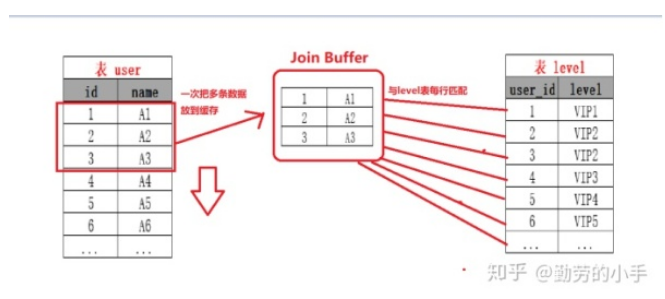 表 user
id name
1 A1
2 A2
3 A3
4 A4
5 A5
6 A6
... ...
一次把多条数据
放到缓存
Join Buffer
1 A1
2 A2
3 A3
与level表每行匹配
表 level
user_id level
1 VIP1
2 VIP2
3 VIP2
4 VIP3
5 VIP4
6 VIP5
... ...
知乎 @勤劳的小手